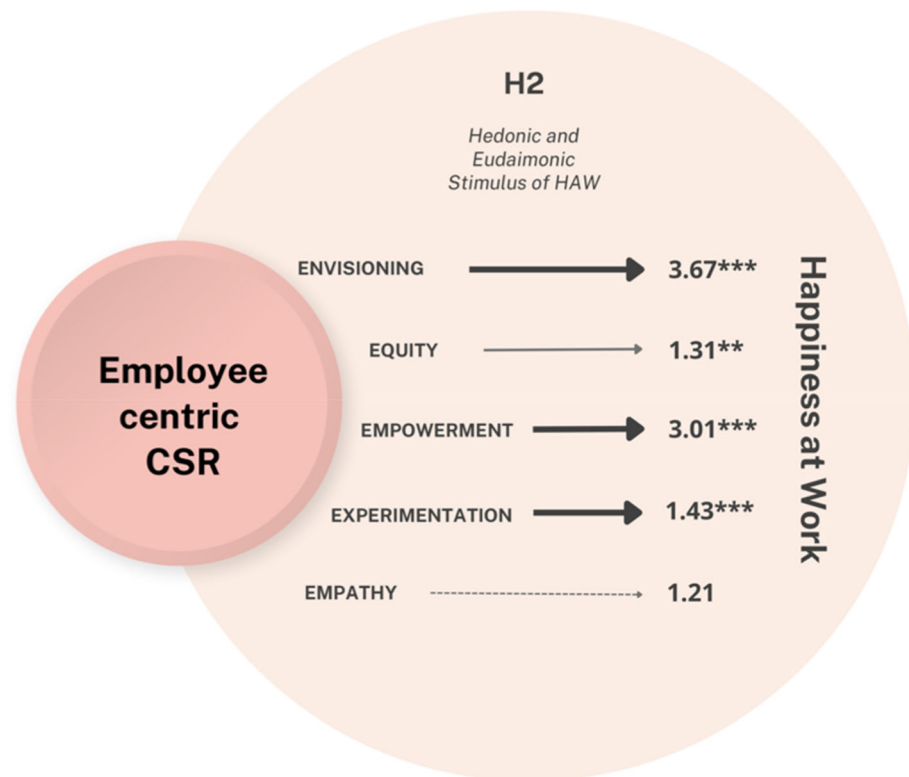 H2
Hedonic and
Eudaimonic
Stimulus of HAW
Employee
centric
CSR
ENVISIONING 3.67***
EQUITY 1.31**
EMPOWERMENT 3.01***
EXPERIMENTATION 1.43***
EMPATHY 1.21
Happiness at Work